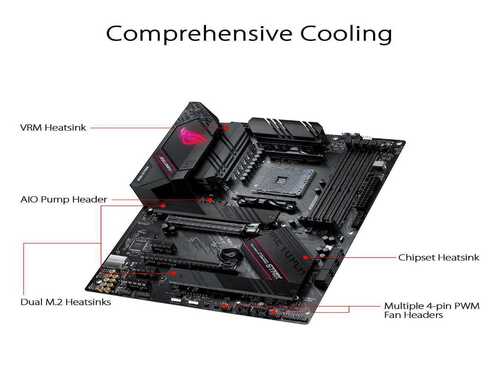 Comprehensive Cooling
VRM Heatsink
AIO Pump Header
Chipset Heatsink
Dual M.2 Heatsinks
Multiple 4-pin PWM
Fan Headers